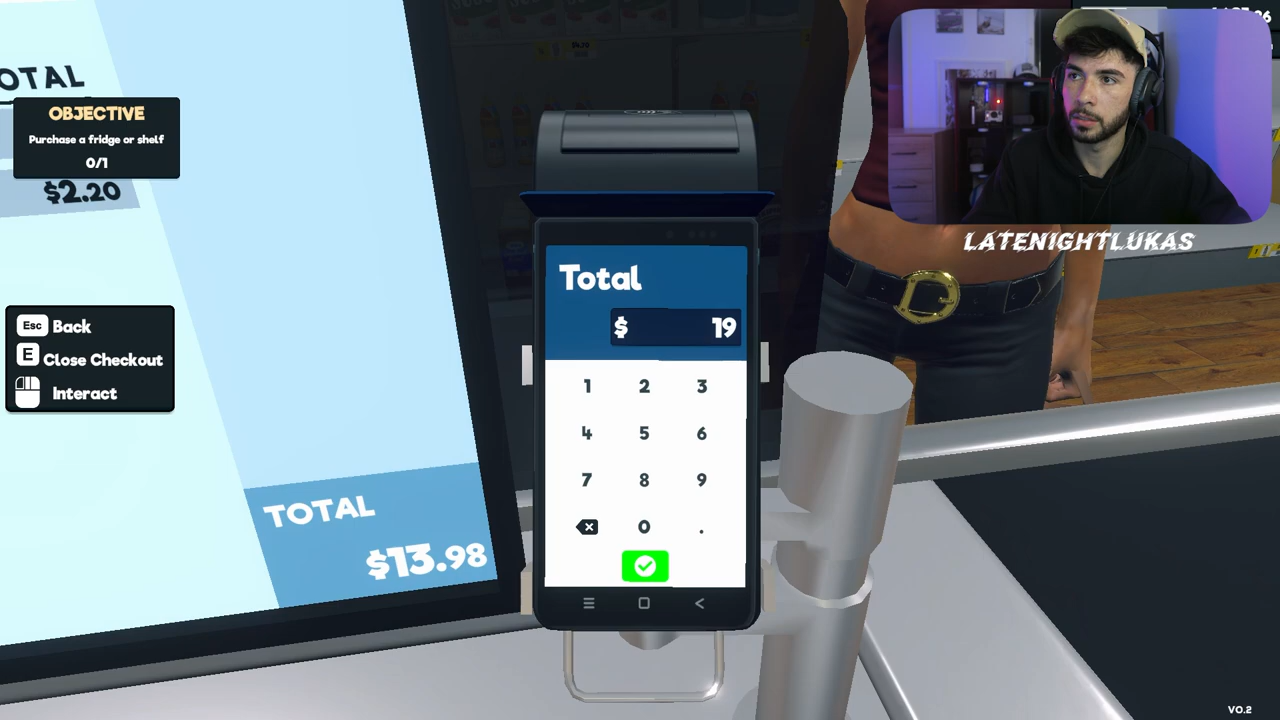 OTAL
OBJECTIVE
Purchase a fridge or shelf
0/1
$2.20
Esc Back
E Close Checkout
Interact
TOTAL
$13.98
Total
$ 19
1 2 3
4 5 6
7 8 9
0 .
LATENIGHTLUKAS
V0.2